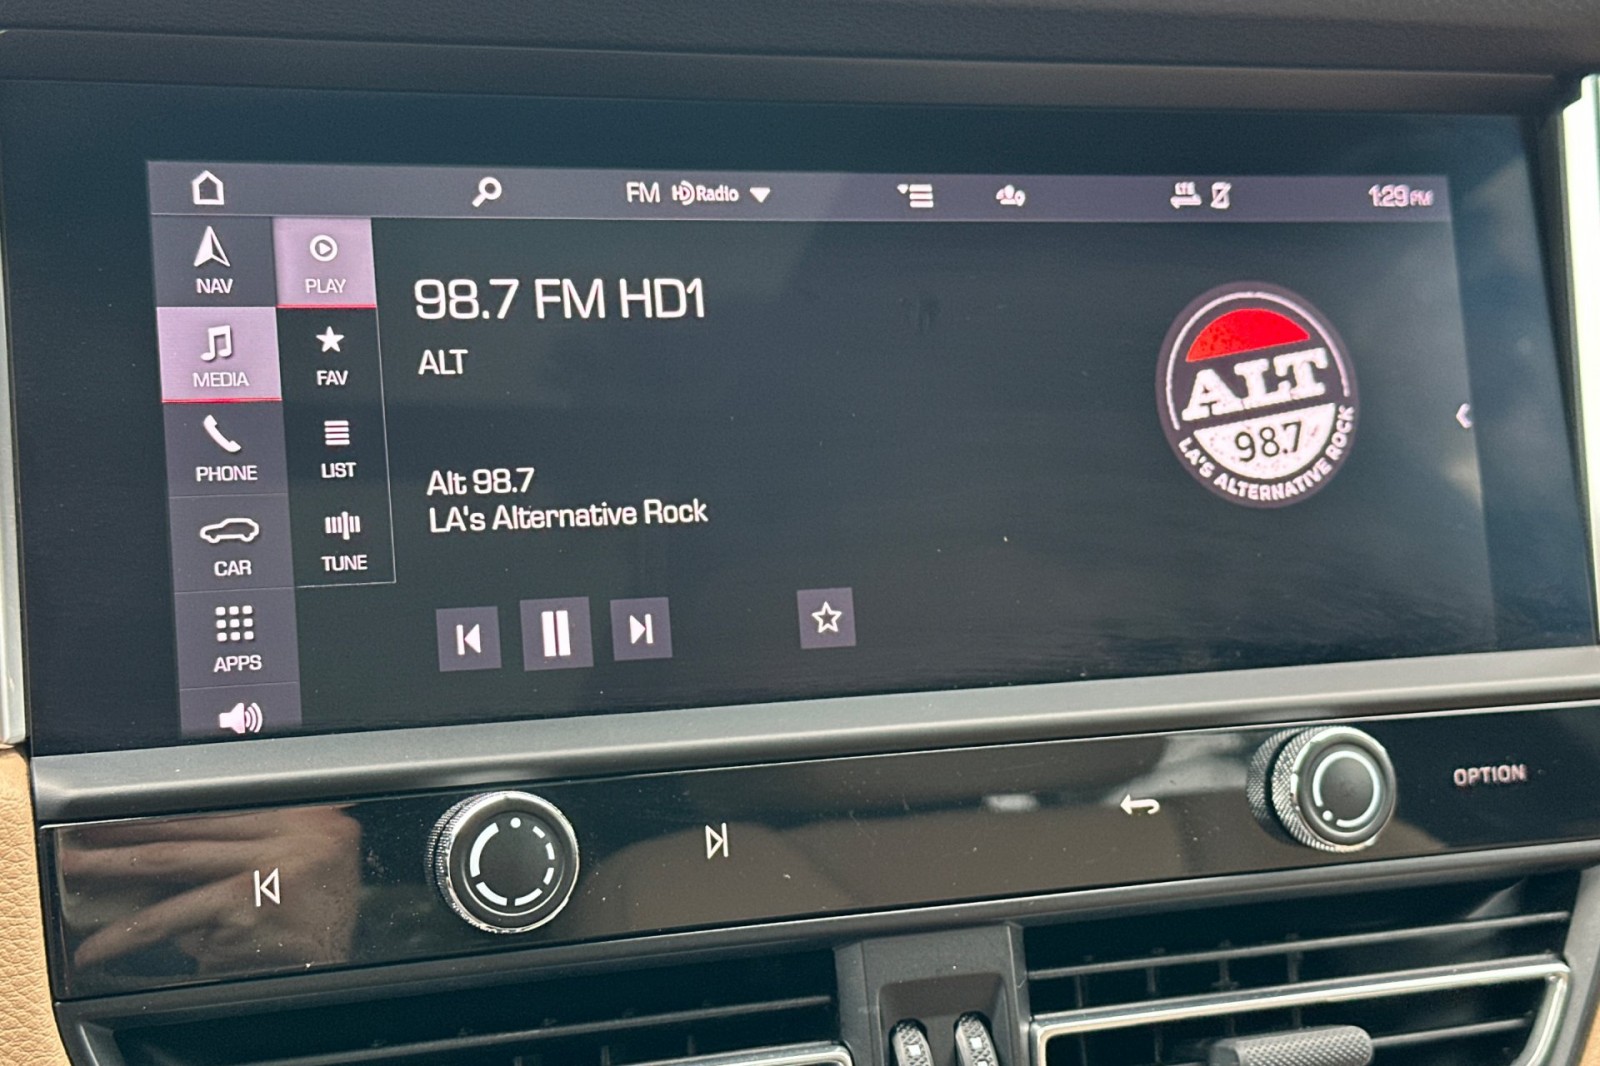 FM HD Radio
LTE
1:29 PM
NAV
PLAY
98.7 FM HD1
ALT
MEDIA
FAV
PHONE
LIST
Alt 98.7
LA's Alternative Rock
CAR
TUNE
APPS
ALT
98.7
LA'S ALTERNATIVE ROCK
OPTION